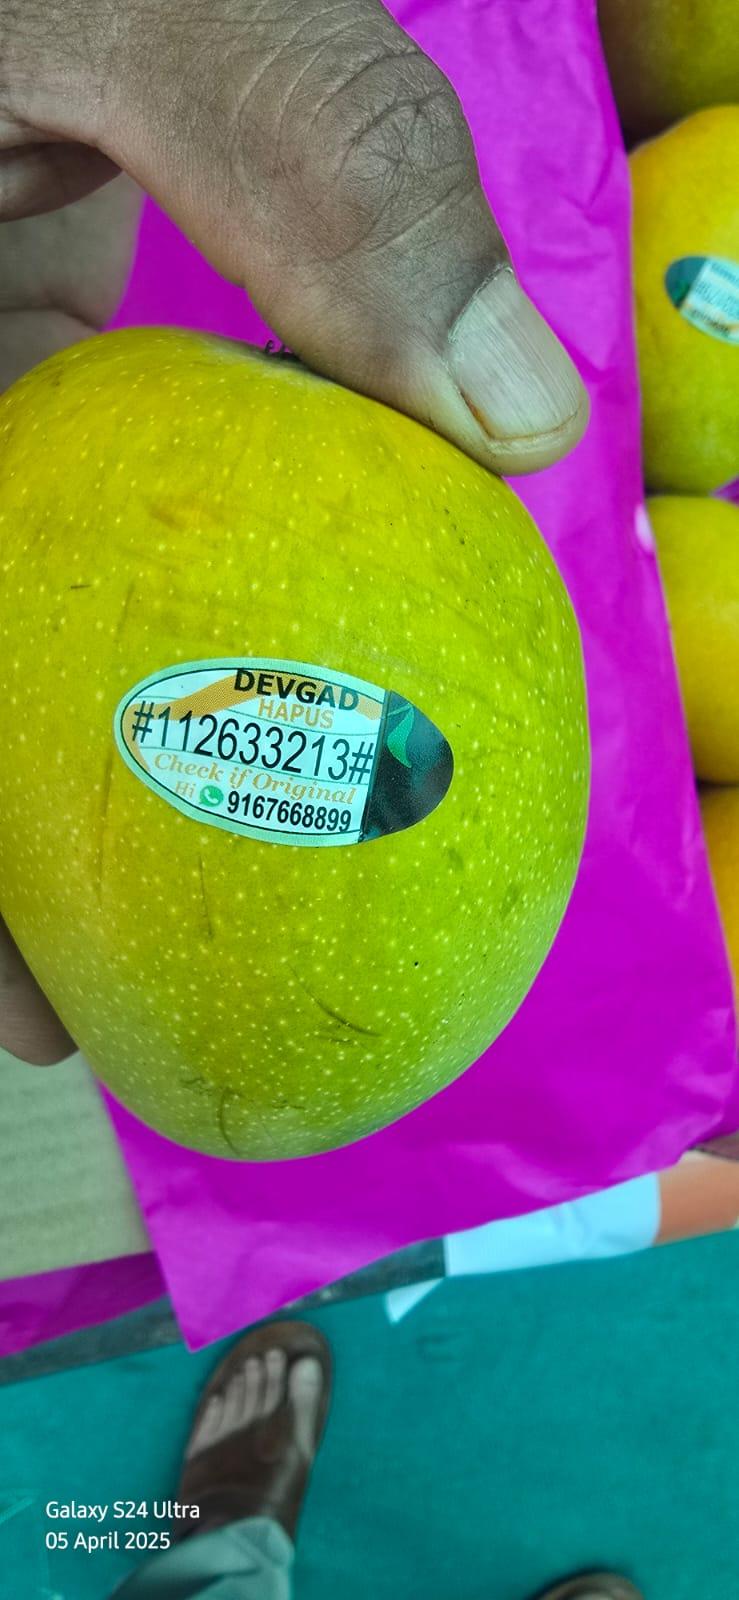 DEVGAD
HAPUS
#112633213#
Check if Original
Hi 9167668899
Galaxy S24 Ultra
05 April 2025